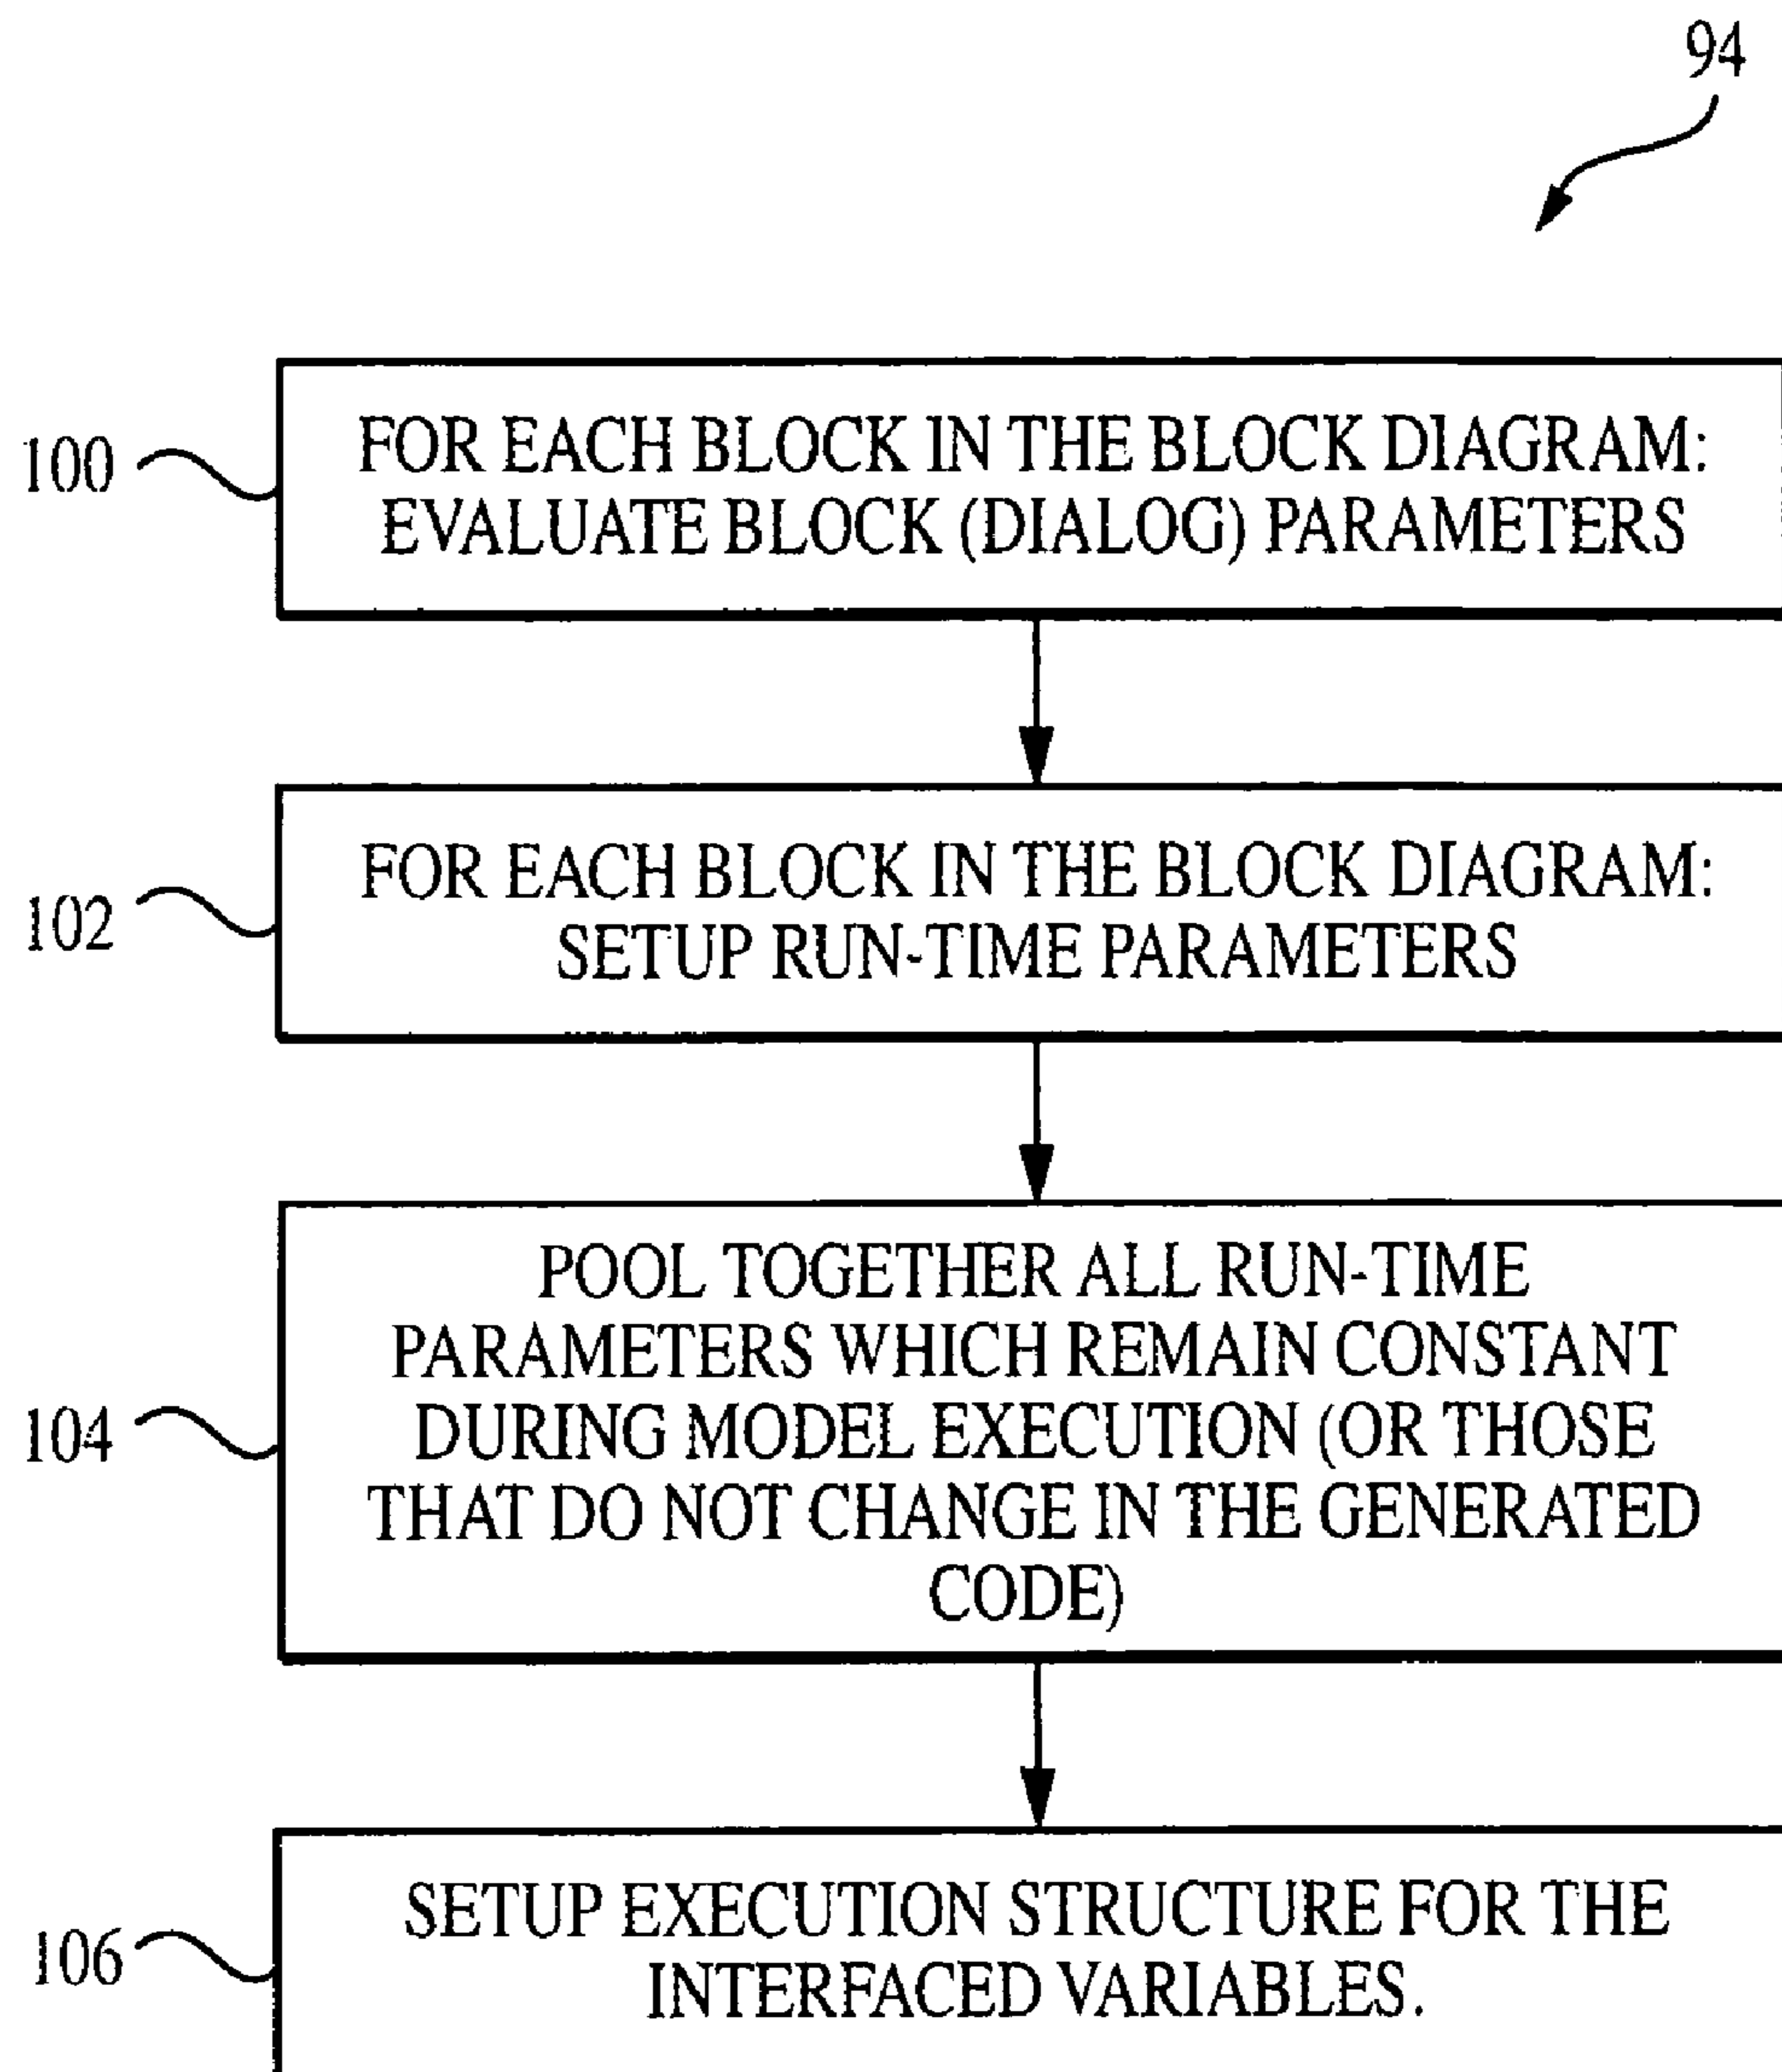 94
100
FOR EACH BLOCK IN THE BLOCK DIAGRAM:
EVALUATE BLOCK (DIALOG) PARAMETERS
102
FOR EACH BLOCK IN THE BLOCK DIAGRAM:
SETUP RUN-TIME PARAMETERS
104
POOL TOGETHER ALL RUN-TIME
PARAMETERS WHICH REMAIN CONSTANT
DURING MODEL EXECUTION (OR THOSE
THAT DO NOT CHANGE IN THE GENERATED
CODE)
106
SETUP EXECUTION STRUCTURE FOR THE
INTERFACED VARIABLES.